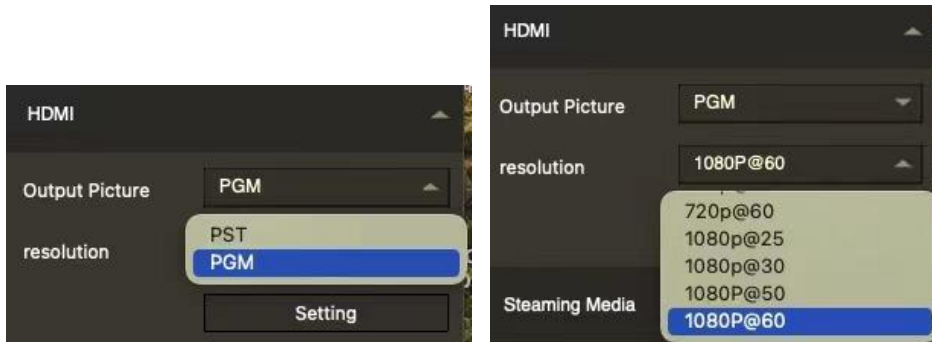 HDMI
Output Picture PGM
PST
PGM
resolution
Setting
HDMI
Output Picture PGM
resolution 1080P@60
720p@60
1080p@25
1080p@30
1080P@50
1080P@60
Steaming Media